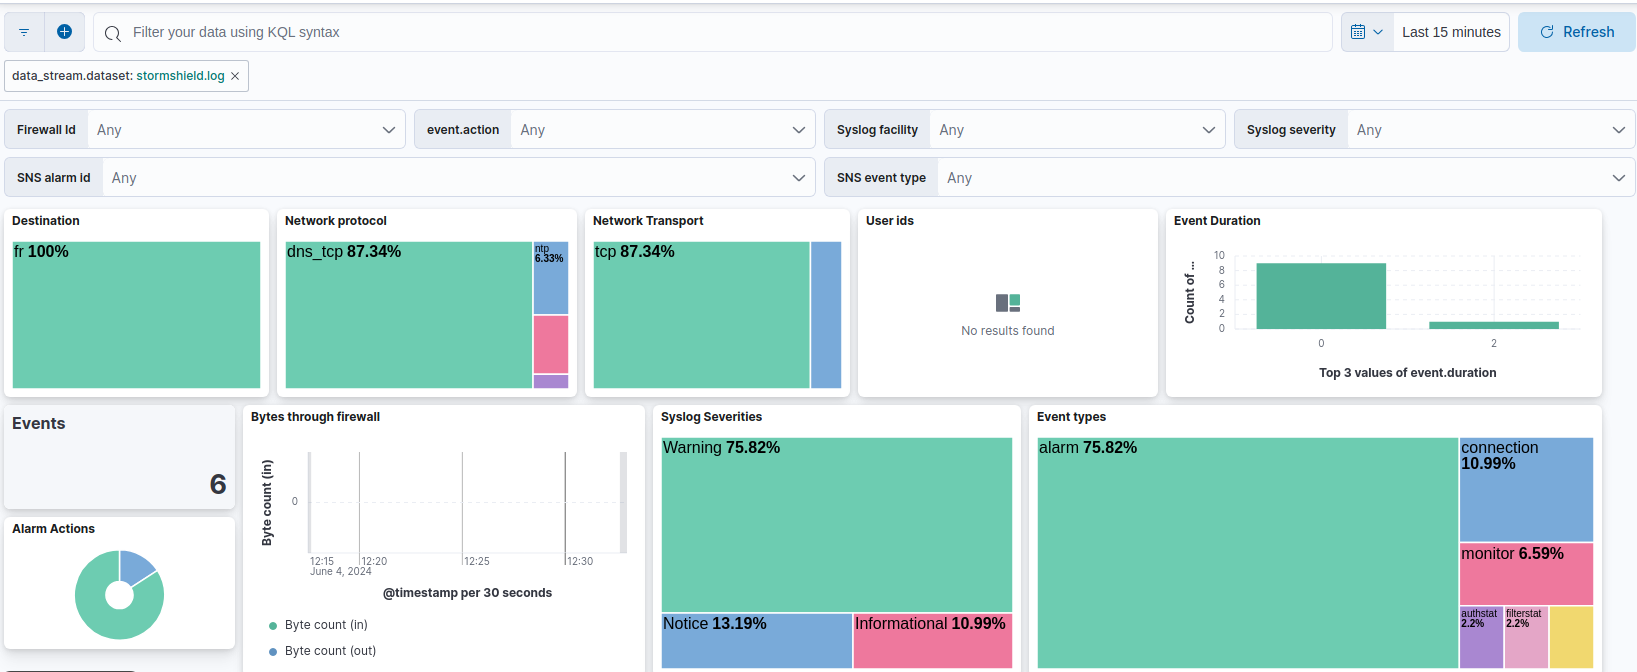 Filter your data using KQL syntax
Last 15 minutes
Refresh
data_stream.dataset: stormshield.log ×
Firewall Id Any
event.action Any
Syslog facility Any
Syslog severity Any
SNS alarm id Any
SNS event type Any
Destination
fr 100%
Network protocol
dns_tcp 87.34%
ntp
6.33%
Network Transport
tcp 87.34%
User ids
No results found
Event Duration
Count of ...
10
8
6
4
2
0
0 2
Top 3 values of event.duration
Events
6
Alarm Actions
Bytes through firewall
Byte count (in)
0
12:15 12:20 12:25 12:30
June 4, 2024
@timestamp per 30 seconds
Byte count (in)
Byte count (out)
Syslog Severities
Warning 75.82%
Notice 13.19%
Informational 10.99%
Event types
alarm 75.82%
connection
10.99%
monitor 6.59%
authstat
2.2%
filterstat
2.2%